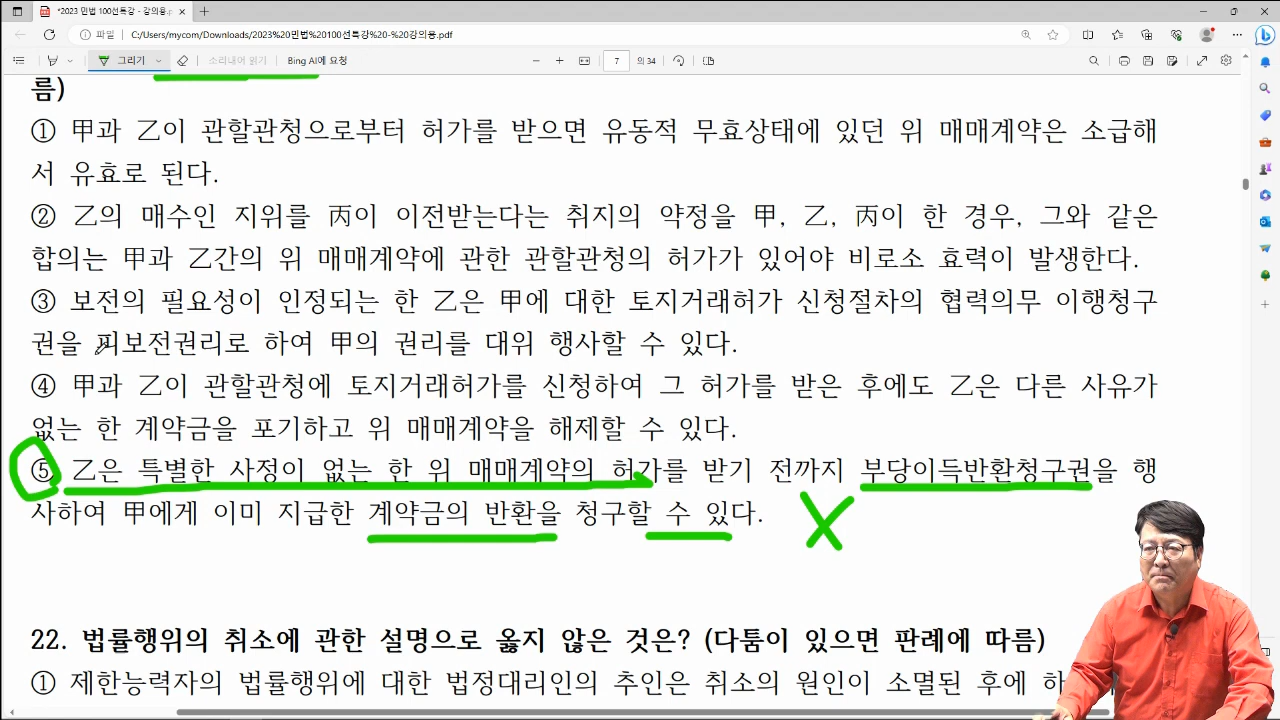 *2023 민법 100선특강 - 강의용.p
파일
C:/Users/mycom/Downloads/2023%20민법%20100선특강%20-%20강의용.pdf
그리기
소리내어 읽기
Bing AI에 요청
7
의 34
름)
① 甲과 乙이 관할관청으로부터 허가를 받으면 유동적 무효상태에 있던 위 매매계약은 소급해
서 유효로 된다.
② 乙의 매수인 지위를 丙이 이전받는다는 취지의 약정을 甲, 乙, 丙이 한 경우, 그와 같은
합의는 甲과 乙간의 위 매매계약에 관한 관할관청의 허가가 있어야 비로소 효력이 발생한다.
③ 보전의 필요성이 인정되는 한 乙은 甲에 대한 토지거래허가 신청절차의 협력의무 이행청구
권을 피보전권리로 하여 甲의 권리를 대위 행사할 수 있다.
④ 甲과 乙이 관할관청에 토지거래허가를 신청하여 그 허가를 받은 후에도 乙은 다른 사유가
없는 한 계약금을 포기하고 위 매매계약을 해제할 수 있다.
⑤ 乙은 특별한 사정이 없는 한 위 매매계약의 허가를 받기 전까지 부당이득반환청구권을 행
사하여 甲에게 이미 지급한 계약금의 반환을 청구할 수 있다.
X
22. 법률행위의 취소에 관한 설명으로 옳지 않은 것은? (다툼이 있으면 판례에 따름)
① 제한능력자의 법률행위에 대한 법정대리인의 추인은 취소의 원인이 소멸된 후에 하